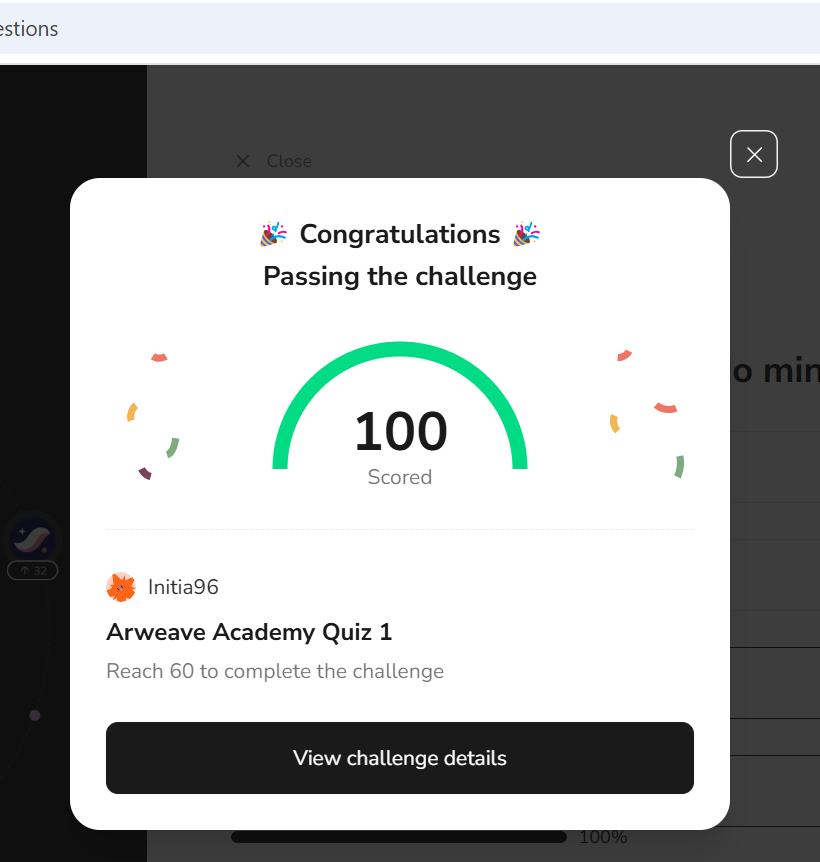 estions
Close
🎉 Congratulations 🎉
Passing the challenge
o min
100
Scored
32
Initia96
Arweave Academy Quiz 1
Reach 60 to complete the challenge
View challenge details
100%